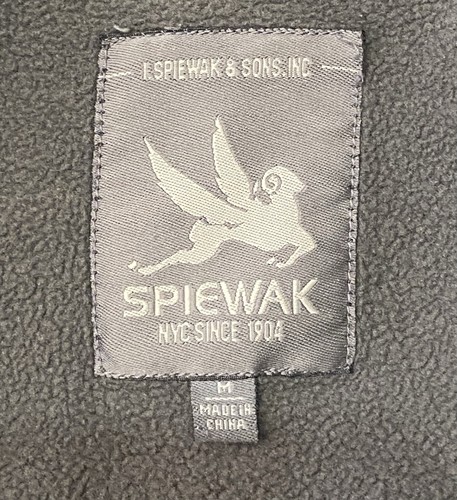 I.SPIEWAK & SONS.INC
SPIEWAK
NYC SINCE 1904
M
MADE IN
CHINA